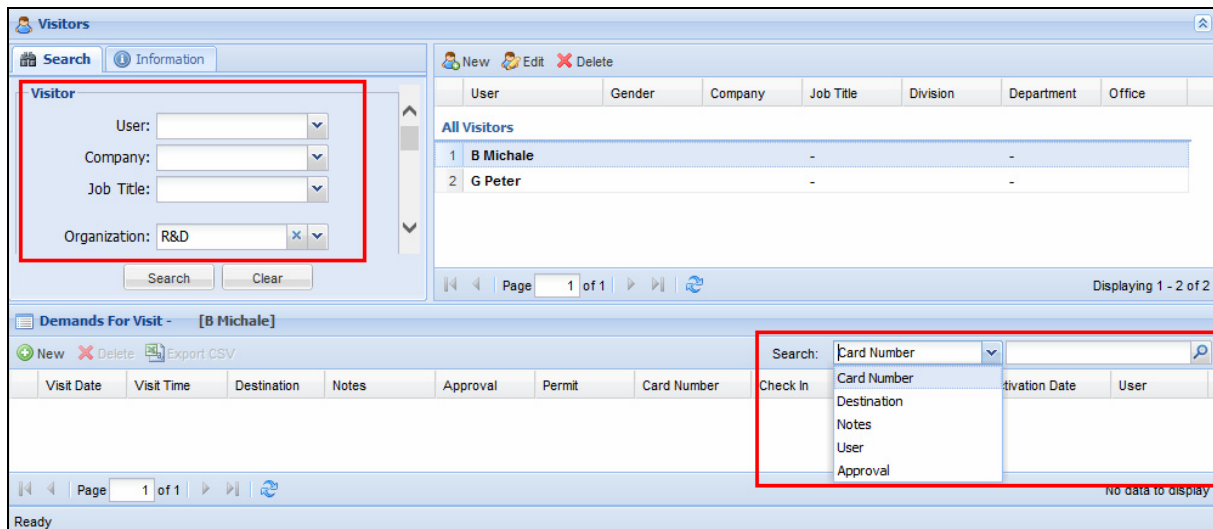 Visitors
Search Information
Visitor
User:
Company:
Job Title:
Organization: R&D
Search Clear
New Edit Delete
User Gender Company Job Title Division Department Office
All Visitors
1 B Michale - -
2 G Peter - -
Page 1 of 1 Displaying 1 - 2 of 2
Demands For Visit - [B Michale]
New Delete Export CSV Search: Card Number
Visit Date Visit Time Destination Notes Approval Permit Card Number Check In tivation Date User
Card Number
Destination
Notes
User
Approval
Page 1 of 1 No data to display
Ready